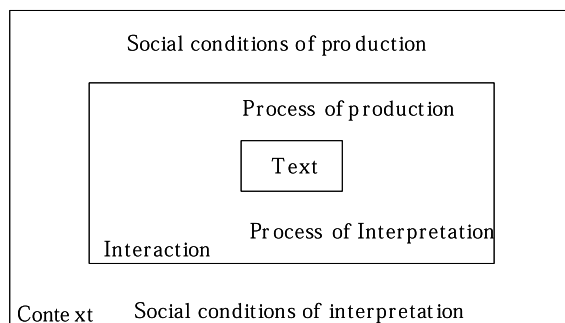 Social conditions of production
Process of production
Text
Process of Interpretation
Interaction
Context
Social conditions of interpretation